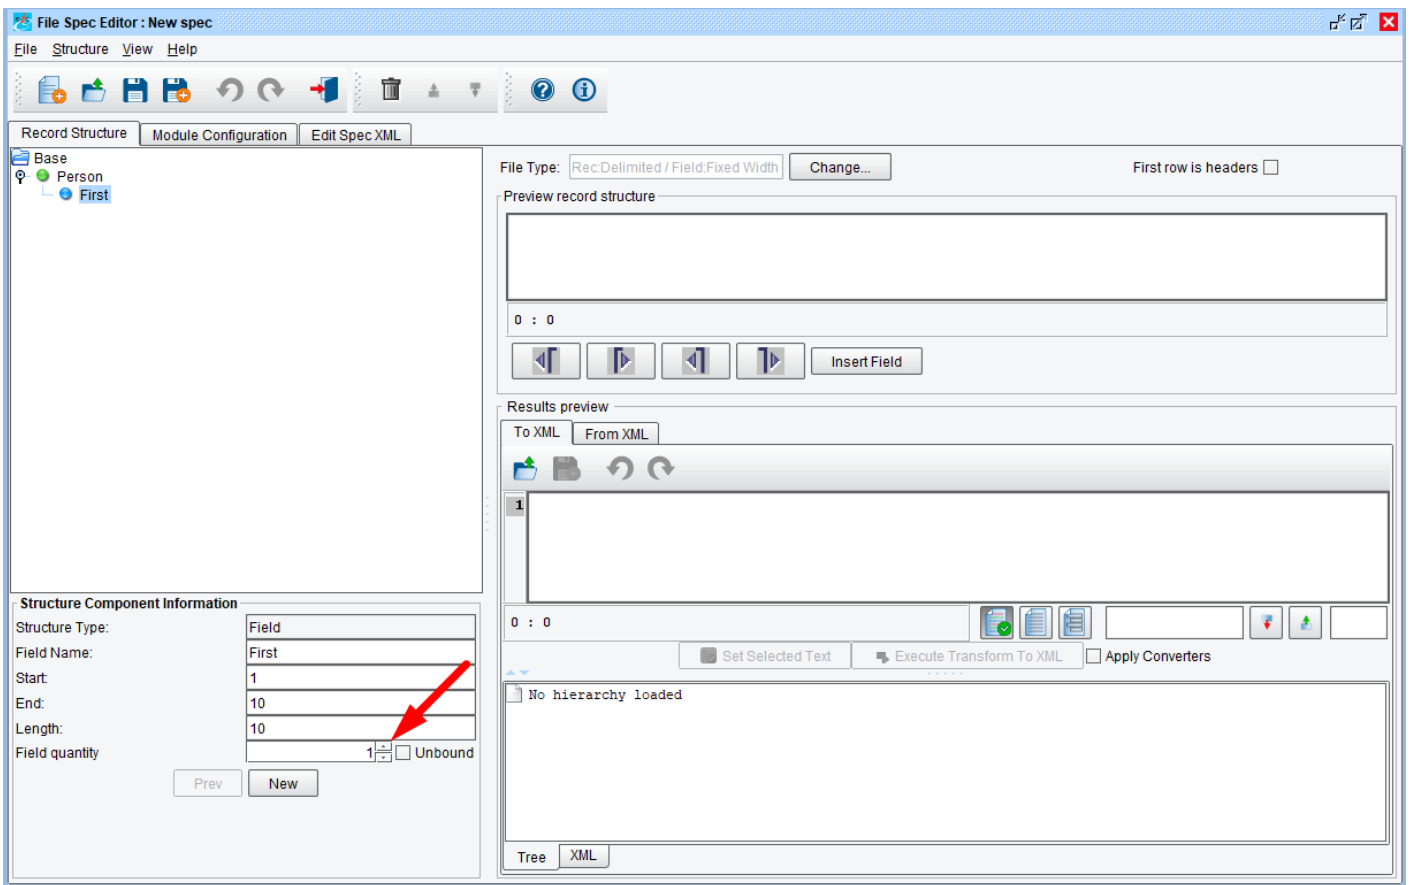 File Spec Editor : New spec
File Structure View Help
Record Structure Module Configuration Edit Spec XML
Base
Person
First
File Type: Rec:Delimited / Field:Fixed Width Change... First row is headers
Preview record structure
0 : 0
Insert Field
Results preview
To XML From XML
1
0 : 0
Set Selected Text Execute Transform To XML Apply Converters
No hierarchy loaded
Tree XML
Structure Component Information
Structure Type: Field
Field Name: First
Start: 1
End: 10
Length: 10
Field quantity 1 Unbound
Prev New